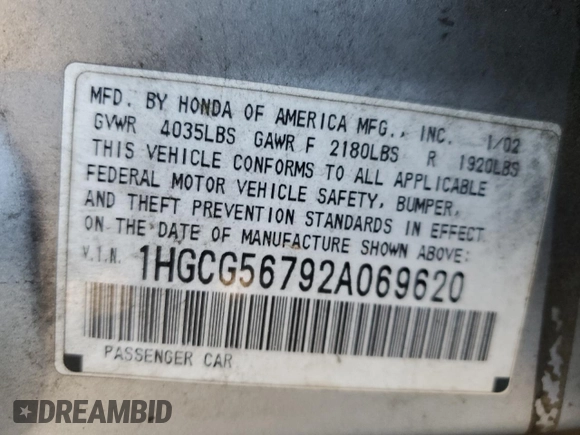 MFD. BY HONDA OF AMERICA MFG., INC. 1/02
GVWR 4035LBS GAWR F 2180LBS R 1920LBS
THIS VEHICLE CONFORMS TO ALL APPLICABLE
FEDERAL MOTOR VEHICLE SAFETY, BUMPER,
AND THEFT PREVENTION STANDARDS IN EFFECT
ON THE DATE OF MANUFACTURE SHOWN ABOVE:
V.I.N. 1HGCG56792A069620
PASSENGER CAR
DREAMBID